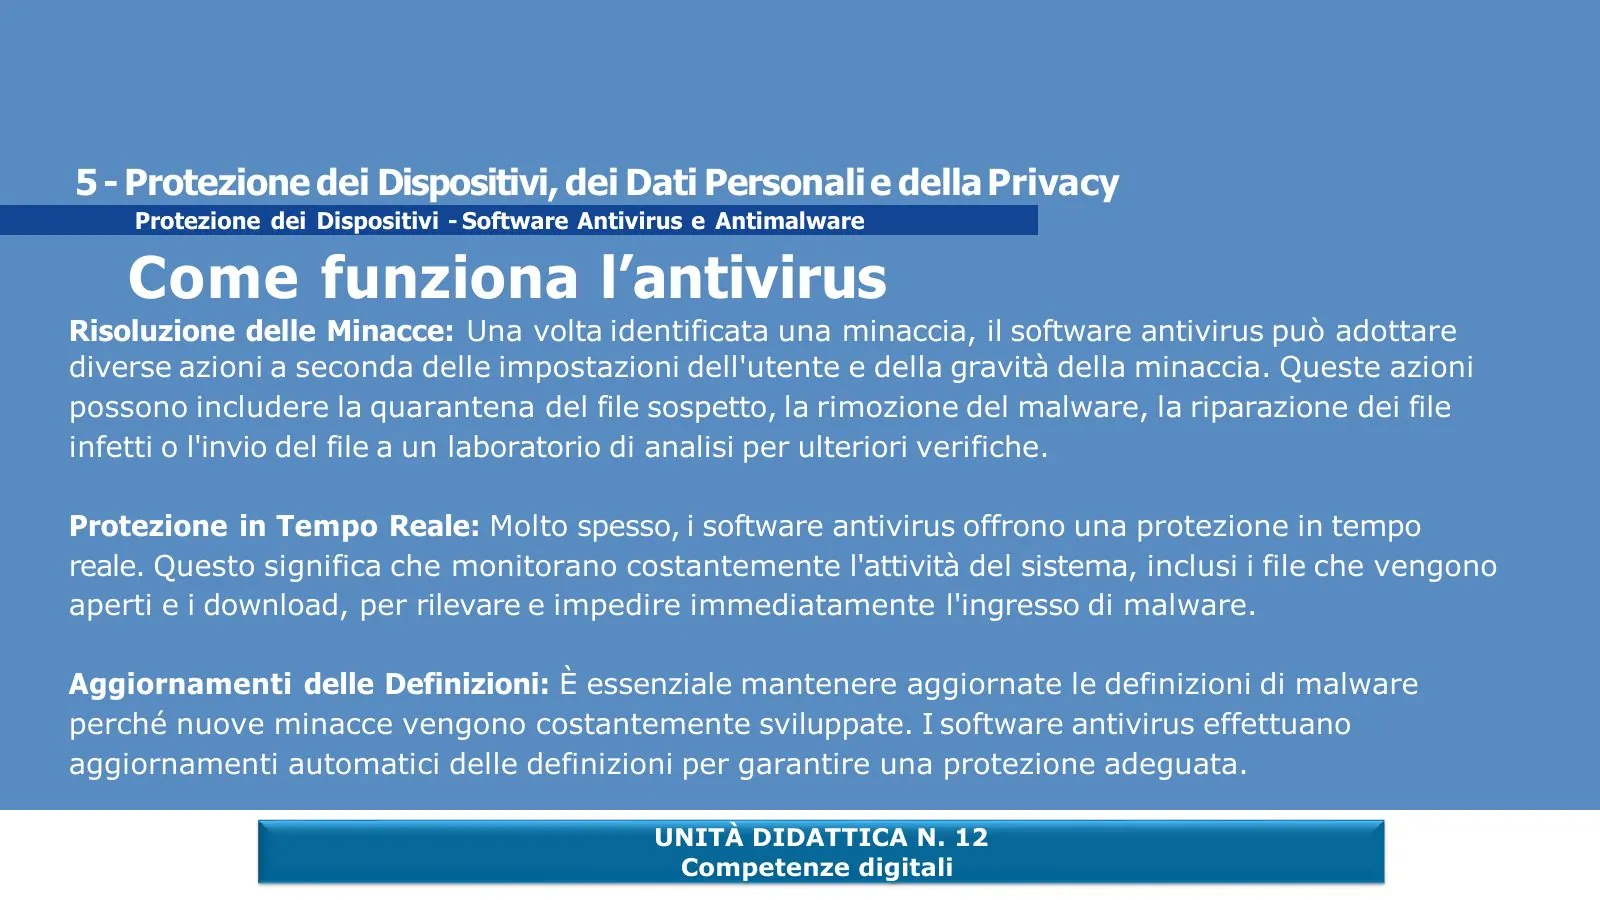 5 - Protezione dei Dispositivi, dei Dati Personali e della Privacy
Protezione dei Dispositivi - Software Antivirus e Antimalware
Come funziona l’antivirus
Risoluzione delle Minacce: Una volta identificata una minaccia, il software antivirus può adottare
diverse azioni a seconda delle impostazioni dell'utente e della gravità della minaccia. Queste azioni
possono includere la quarantena del file sospetto, la rimozione del malware, la riparazione dei file
infetti o l'invio del file a un laboratorio di analisi per ulteriori verifiche.
Protezione in Tempo Reale: Molto spesso, i software antivirus offrono una protezione in tempo
reale. Questo significa che monitorano costantemente l'attività del sistema, inclusi i file che vengono
aperti e i download, per rilevare e impedire immediatamente l'ingresso di malware.
Aggiornamenti delle Definizioni: È essenziale mantenere aggiornate le definizioni di malware
perché nuove minacce vengono costantemente sviluppate. I software antivirus effettuano
aggiornamenti automatici delle definizioni per garantire una protezione adeguata.
UNITÀ DIDATTICA N. 12
Competenze digitali